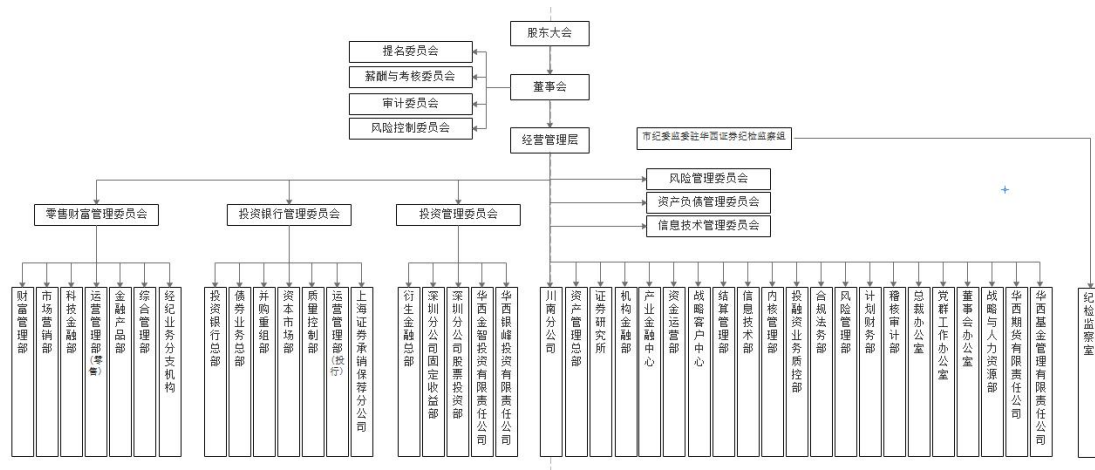 股东大会
提名委员会
薪酬与考核委员会
董事会
审计委员会
风险控制委员会
经营管理层
市纪委监委驻华西证券纪检监察组
风险管理委员会
资产负债管理委员会
信息技术管理委员会
零售财富管理委员会
投资银行管理委员会
投资管理委员会
财富管理部
市场营销部
科技金融部
运营管理部(零售)
金融产品部
综合管理部
经纪业务分支机构
投资银行总部
债券业务总部
并购重组部
资本市场部
质量控制部
运营管理部(投行)
上海证券承销保荐分公司
衍生金融总部
深圳分公司固定收益部
深圳分公司股票投资部
华西金智投资有限责任公司
华西银峰投资有限责任公司
川南分公司
资产管理总部
证券研究所
机构金融部
产业金融中心
资金运营部
战略客户中心
结算管理部
信息技术部
内核管理部
投融资业务质控部
合规法务部
风险管理部
计划财务部
稽核审计部
总裁办公室
党群工作办公室
董事会办公室
战略与人力资源部
华西期货有限责任公司
华西基金管理有限责任公司
纪检监察室